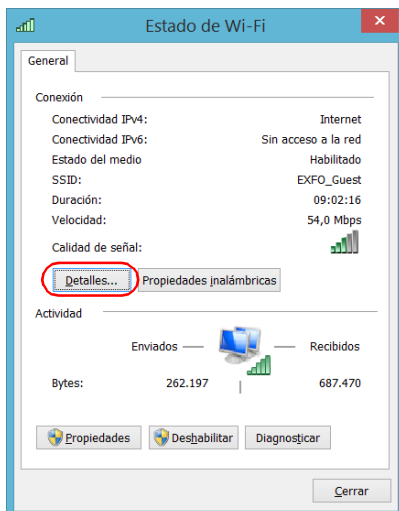 Estado de Wi-Fi
General
Conexión
Conectividad IPv4: Internet
Conectividad IPv6: Sin acceso a la red
Estado del medio Habilitado
SSID: EXFO_Guest
Duración: 09:02:16
Velocidad: 54,0 Mbps
Calidad de señal:
Detalles... Propiedades inalámbricas
Actividad
Enviados Recibidos
Bytes: 262.197 687.470
Propiedades Deshabilitar Diagnosticar
Cerrar